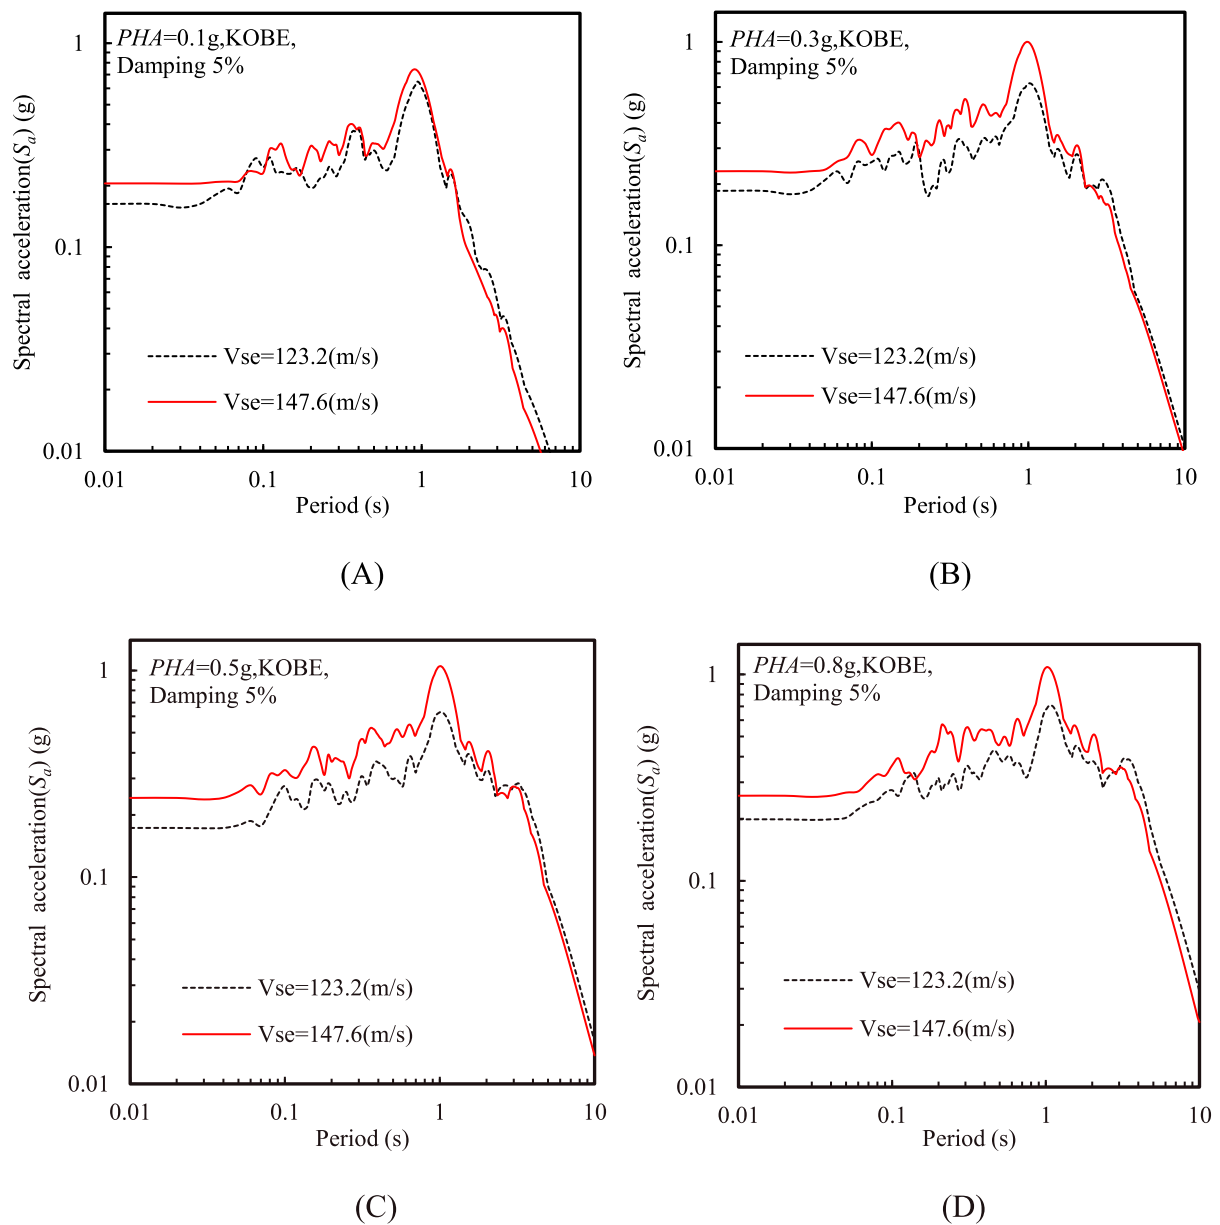 PHA=0.1g,KOBE,
Damping 5%
Spectral acceleration(Sa) (g)
1
0.1
0.01
Vse=123.2(m/s)
Vse=147.6(m/s)
0.01 0.1 1 10
Period (s)
(A)
PHA=0.3g,KOBE,
Damping 5%
Spectral acceleration(Sa) (g)
1
0.1
0.01
Vse=123.2(m/s)
Vse=147.6(m/s)
0.01 0.1 1 10
Period (s)
(B)
PHA=0.5g,KOBE,
Damping 5%
Spectral acceleration(Sa) (g)
1
0.1
0.01
Vse=123.2(m/s)
Vse=147.6(m/s)
0.01 0.1 1 10
Period (s)
(C)
PHA=0.8g,KOBE,
Damping 5%
Spectral acceleration(Sa) (g)
1
0.1
0.01
Vse=123.2(m/s)
Vse=147.6(m/s)
0.01 0.1 1 10
Period (s)
(D)